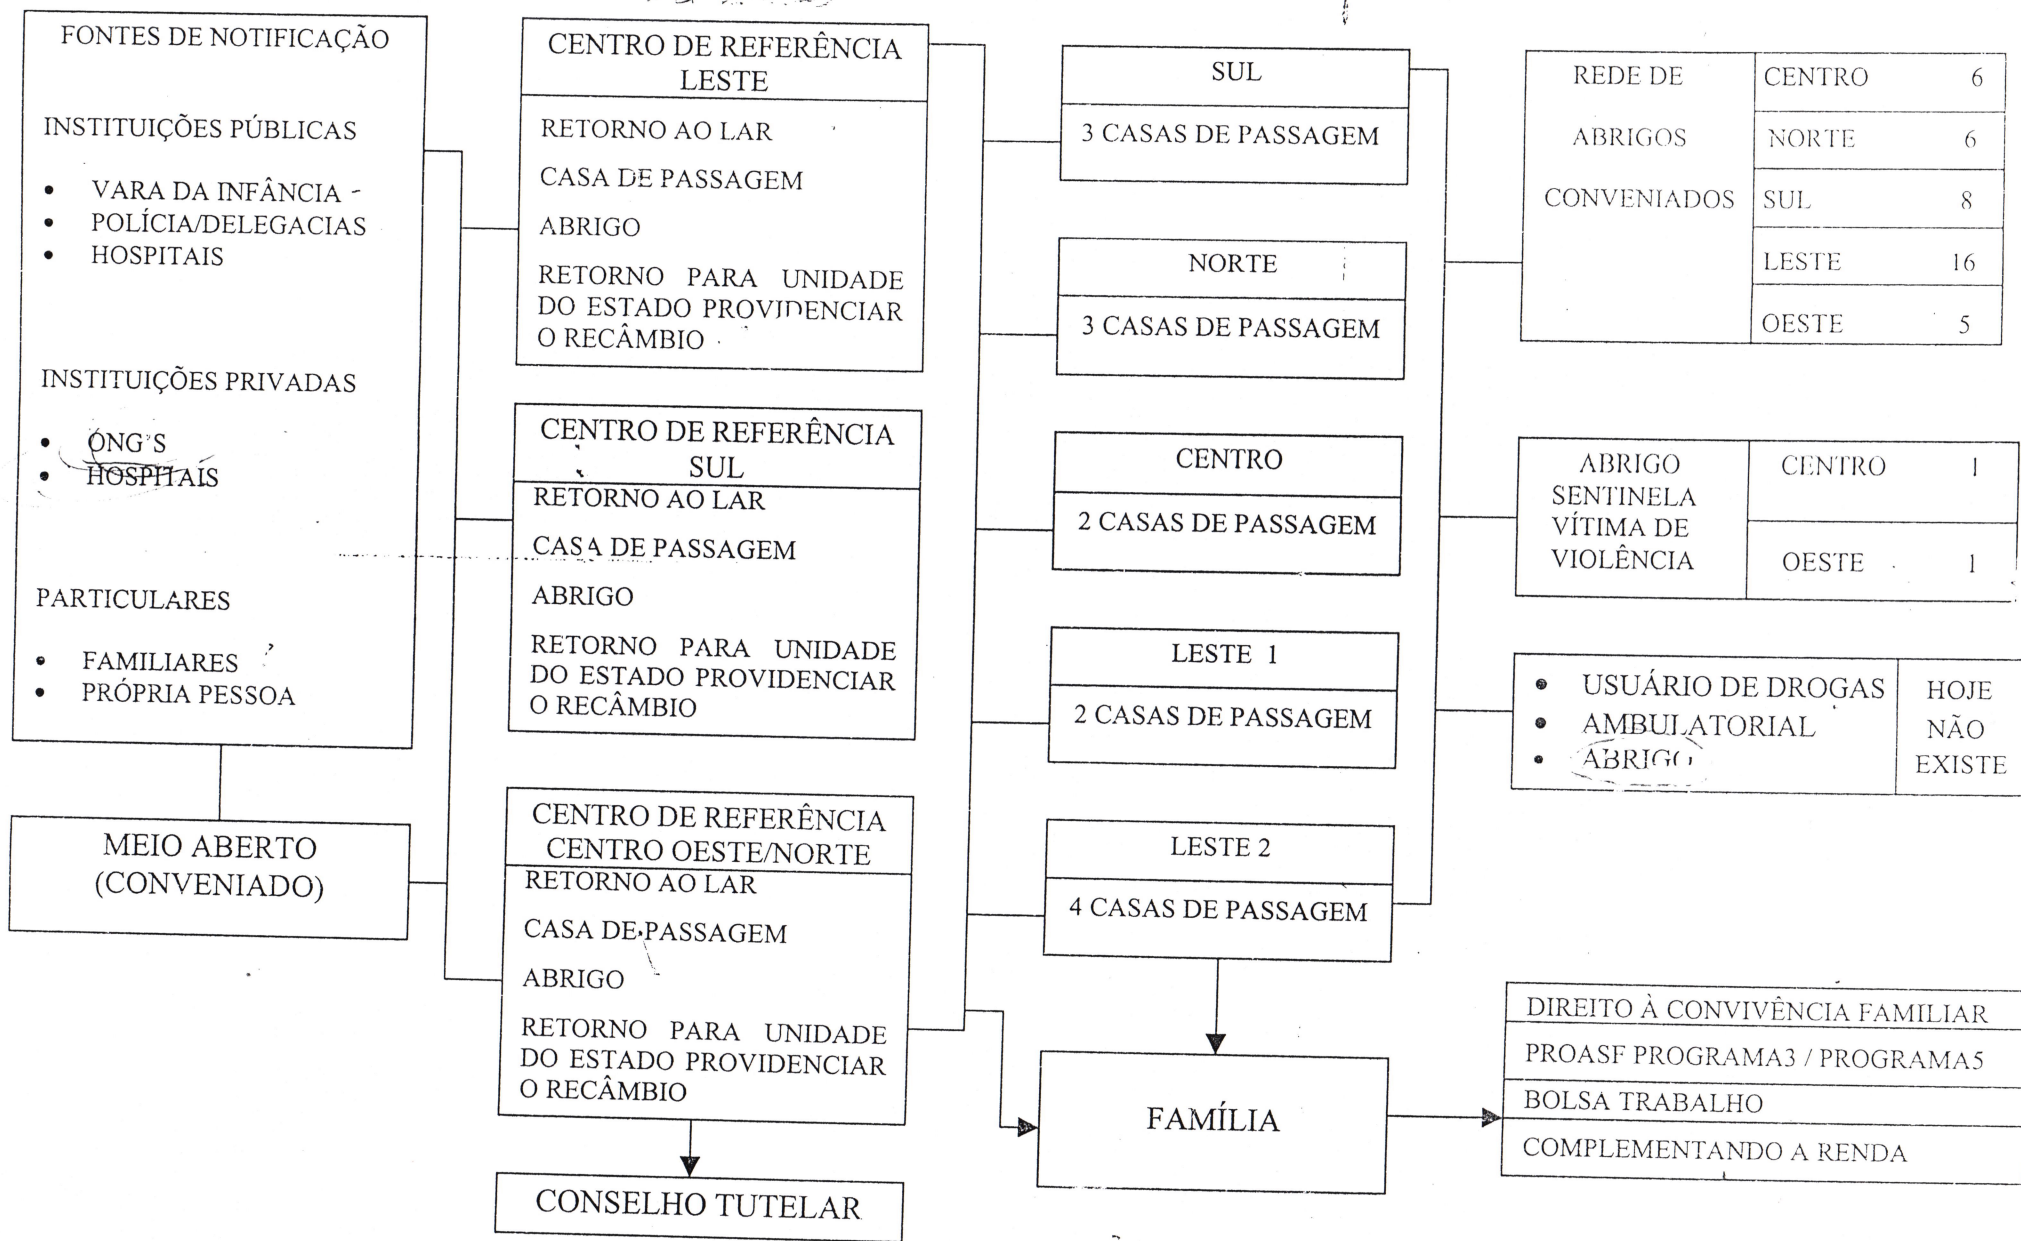 FONTES DE NOTIFICAÇÃO
INSTITUIÇÕES PÚBLICAS
• VARA DA INFÂNCIA
• POLÍCIA/DELEGACIAS
• HOSPITAIS
INSTITUIÇÕES PRIVADAS
• ONG'S
• HOSPITAIS
PARTICULARES
• FAMILIARES
• PRÓPRIA PESSOA
MEIO ABERTO
(CONVENIADO)
CENTRO DE REFERÊNCIA
LESTE
RETORNO AO LAR
CASA DE PASSAGEM
ABRIGO
RETORNO PARA UNIDADE
DO ESTADO PROVIDENCIAR
O RECÂMBIO
CENTRO DE REFERÊNCIA
SUL
RETORNO AO LAR
CASA DE PASSAGEM
ABRIGO
RETORNO PARA UNIDADE
DO ESTADO PROVIDENCIAR
O RECÂMBIO
CENTRO DE REFERÊNCIA
CENTRO OESTE/NORTE
RETORNO AO LAR
CASA DE PASSAGEM
ABRIGO
RETORNO PARA UNIDADE
DO ESTADO PROVIDENCIAR
O RECÂMBIO
CONSELHO TUTELAR
SUL
3 CASAS DE PASSAGEM
NORTE
3 CASAS DE PASSAGEM
CENTRO
2 CASAS DE PASSAGEM
LESTE 1
2 CASAS DE PASSAGEM
LESTE 2
4 CASAS DE PASSAGEM
FAMÍLIA
REDE DE
ABRIGOS
CONVENIADOS
CENTRO 6
NORTE 6
SUL 8
LESTE 16
OESTE 5
ABRIGO
SENTINELA
VÍTIMA DE
VIOLÊNCIA
CENTRO 1
OESTE 1
• USUÁRIO DE DROGAS
• AMBULATORIAL
• ABRIGO
HOJE
NÃO
EXISTE
DIREITO À CONVIVÊNCIA FAMILIAR
PROASF PROGRAMA3 / PROGRAMA5
BOLSA TRABALHO
COMPLEMENTANDO A RENDA